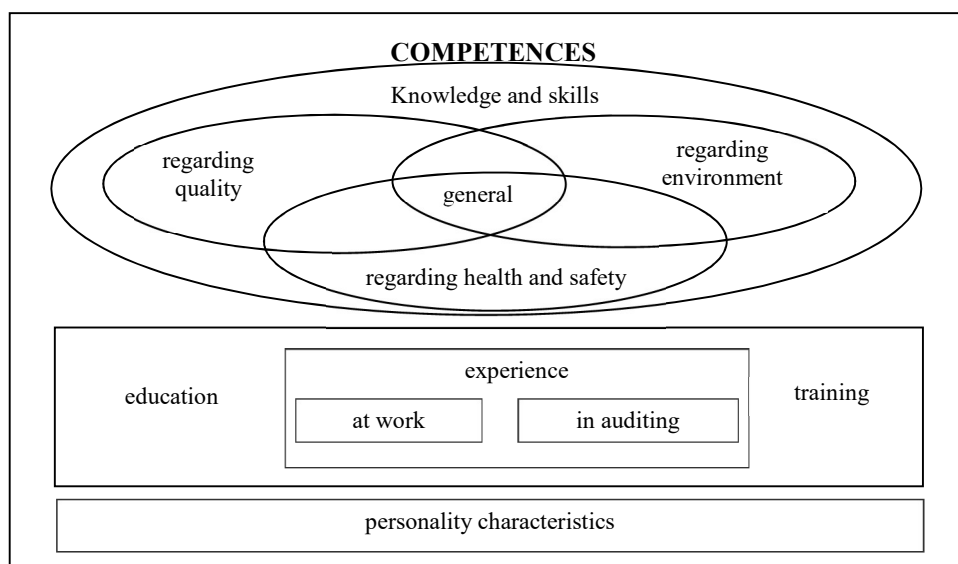 COMPETENCES
Knowledge and skills
regarding
quality
regarding
environment
general
regarding health and safety
education
experience
training
at work
in auditing
personality characteristics